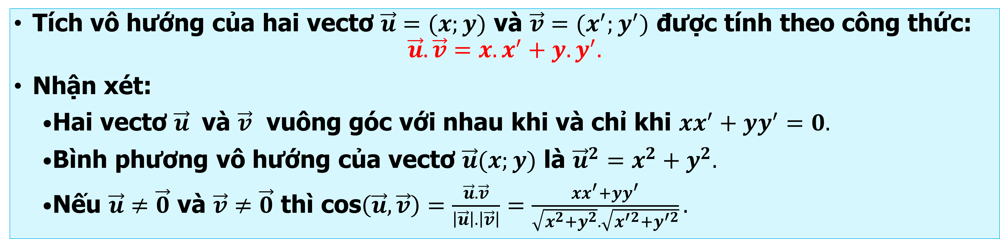 • Tích vô hướng của hai vectơ $\vec{u} = (x; y)$ và $\vec{v} = (x'; y')$ được tính theo công thức:
$\vec{u}.\vec{v} = x.x' + y.y'.$
• Nhận xét:
•Hai vectơ $\vec{u}$ và $\vec{v}$ vuông góc với nhau khi và chỉ khi $xx' + yy' = 0.$
•Bình phương vô hướng của vectơ $\vec{u}(x; y)$ là $\vec{u}^2 = x^2 + y^2.$
•Nếu $\vec{u} \neq \vec{0}$ và $\vec{v} \neq \vec{0}$ thì $\cos(\vec{u}, \vec{v}) = \frac{\vec{u}.\vec{v}}{|\vec{u}|.|\vec{v}|} = \frac{xx'+yy'}{\sqrt{x^2+y^2}.\sqrt{x'^2+y'^2}}.$